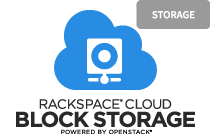 STORAGE
RACKSPACE® CLOUD
BLOCK STORAGE
POWERED BY OPENSTACK®